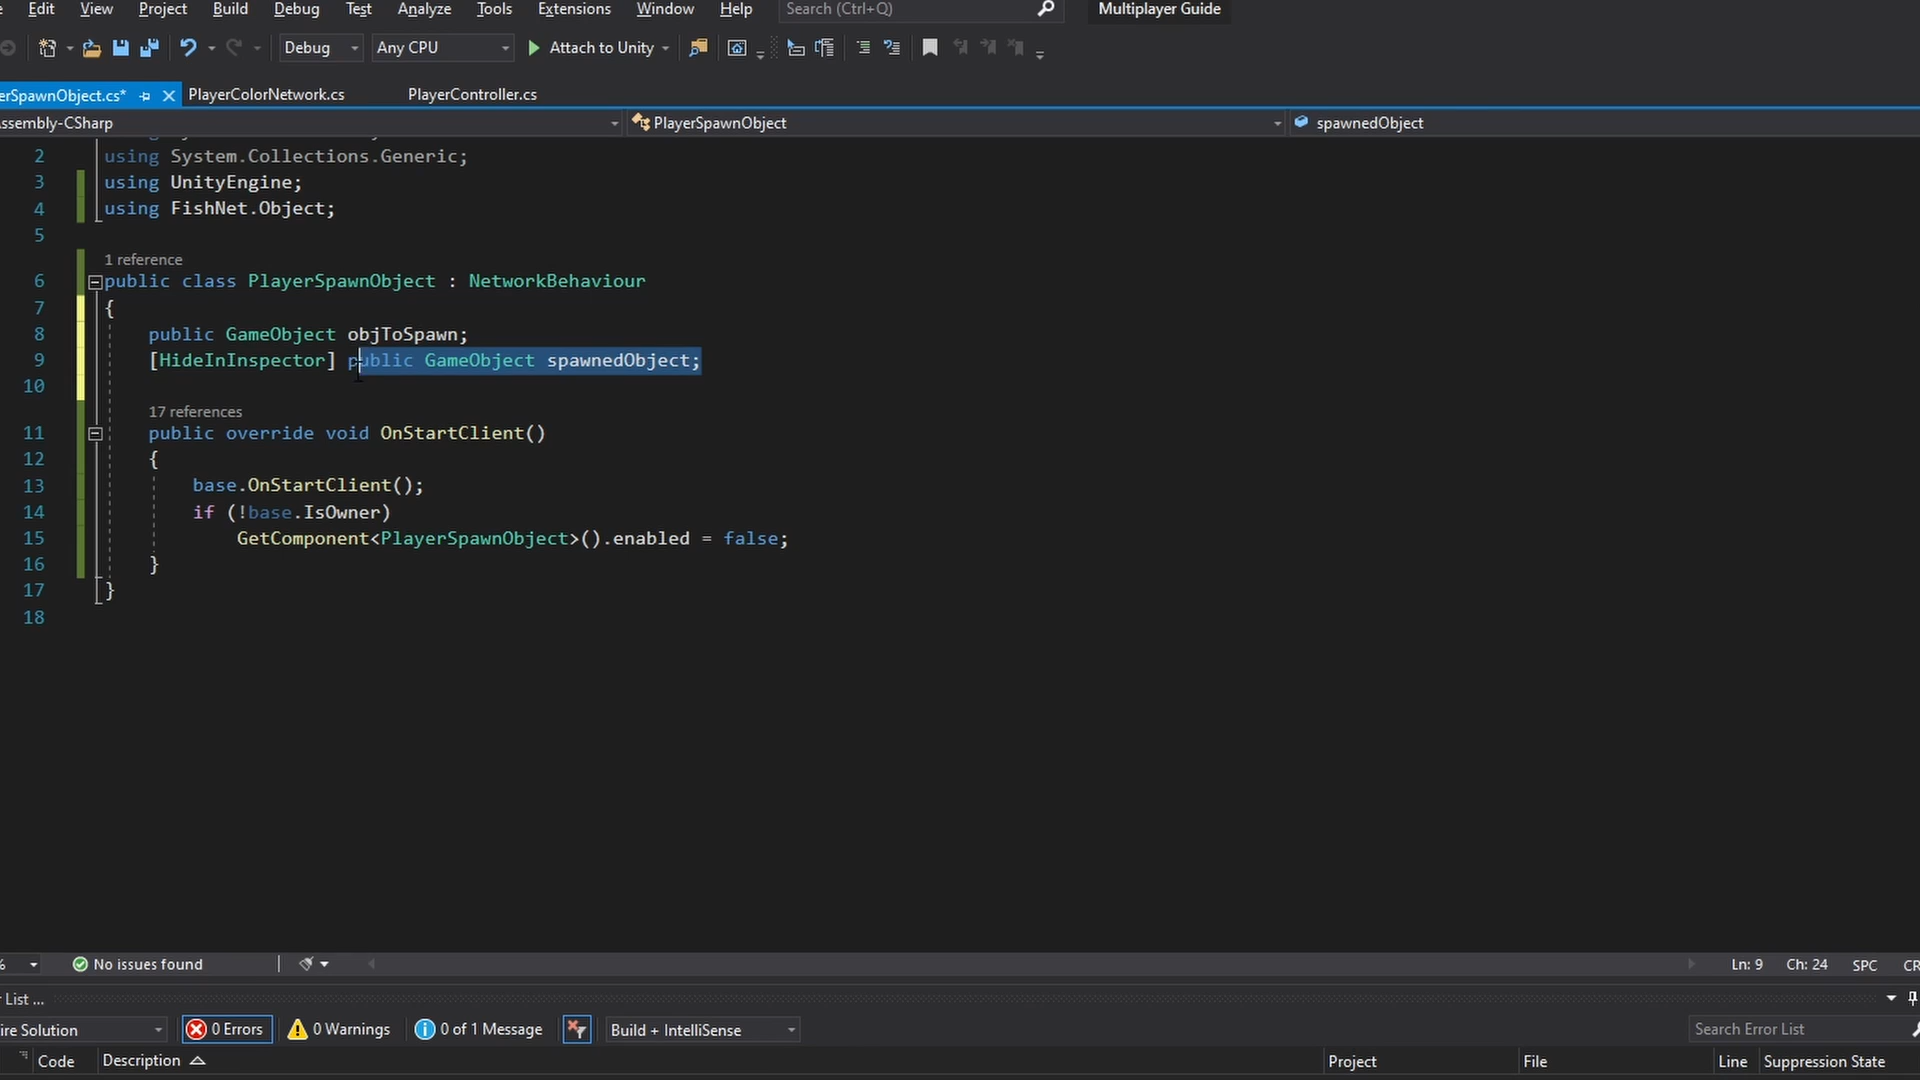 Edit View Project Build Debug Test Analyze Tools Extensions Window Help Search (Ctrl+Q) Multiplayer Guide
Debug Any CPU Attach to Unity
erSpawnObject.cs* PlayerColorNetwork.cs PlayerController.cs
ssembly-CSharp PlayerSpawnObject spawnedObject
2 using System.Collections.Generic;
3 using UnityEngine;
4 using FishNet.Object;
5
1 reference
6 public class PlayerSpawnObject : NetworkBehaviour
7 {
8 public GameObject objToSpawn;
9 [HideInInspector] public GameObject spawnedObject;
10
17 references
11 public override void OnStartClient()
12 {
13 base.OnStartClient();
14 if (!base.IsOwner)
15 GetComponent<PlayerSpawnObject>().enabled = false;
16 }
17 }
18
% No issues found Ln: 9 Ch: 24 SPC CR
r List ...
ire Solution 0 Errors 0 Warnings 0 of 1 Message Build + IntelliSense Search Error List
Code Description Project File Line Suppression State